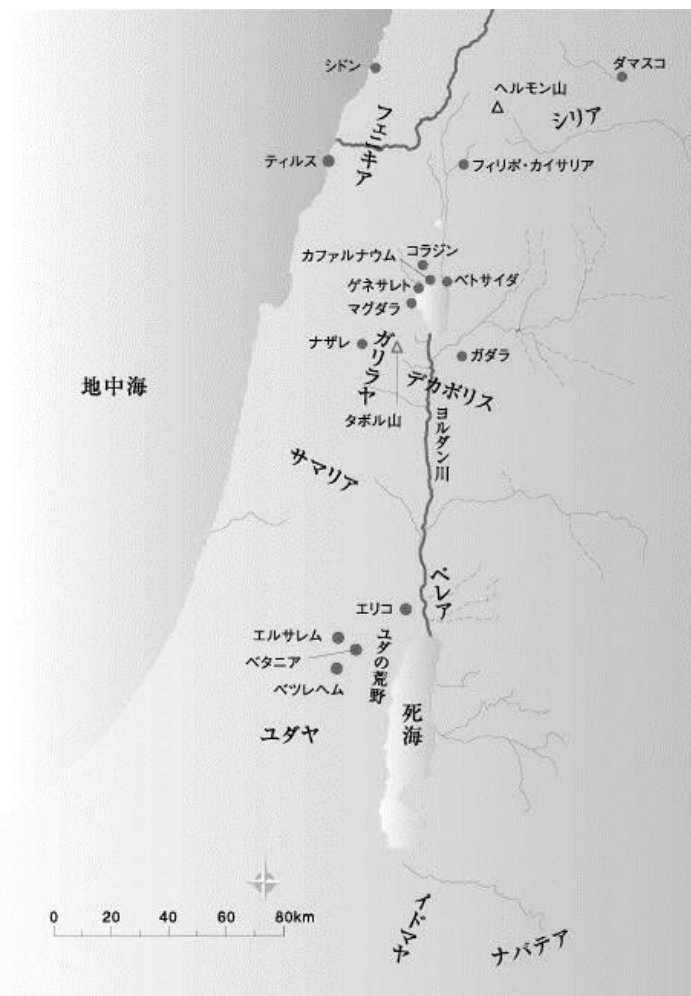 シドン
ダマスコ
ヘルモン山
シリア
フェニキア
ティルス
フィリポ・カイサリア
コラジン
カファルナウム
ベトサイダ
ゲネサレト
マグダラ
ナザレ
ガリラヤ
ガダラ
デカポリス
地中海
タボル山
ヨルダン川
サマリア
ペレア
エリコ
エルサレム
ユダの荒野
ベタニア
ベツレヘム
死海
ユダヤ
0 20 40 60 80km
イドマヤ
ナバテア